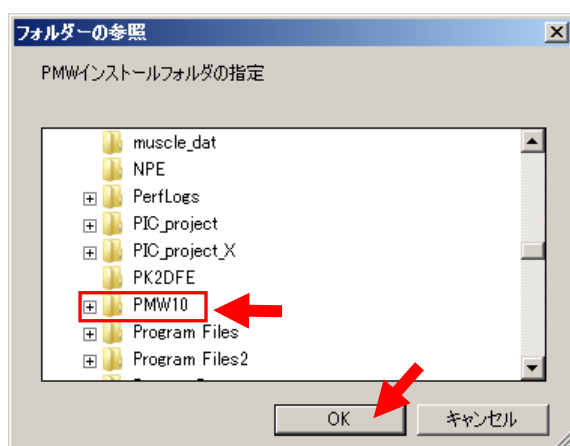 フォルダーの参照
PMWインストールフォルダの指定
muscle_dat
NPE
PerfLogs
PIC_project
PIC_project_X
PK2DFE
PMW10
Program Files
Program Files2
OK
キャンセル